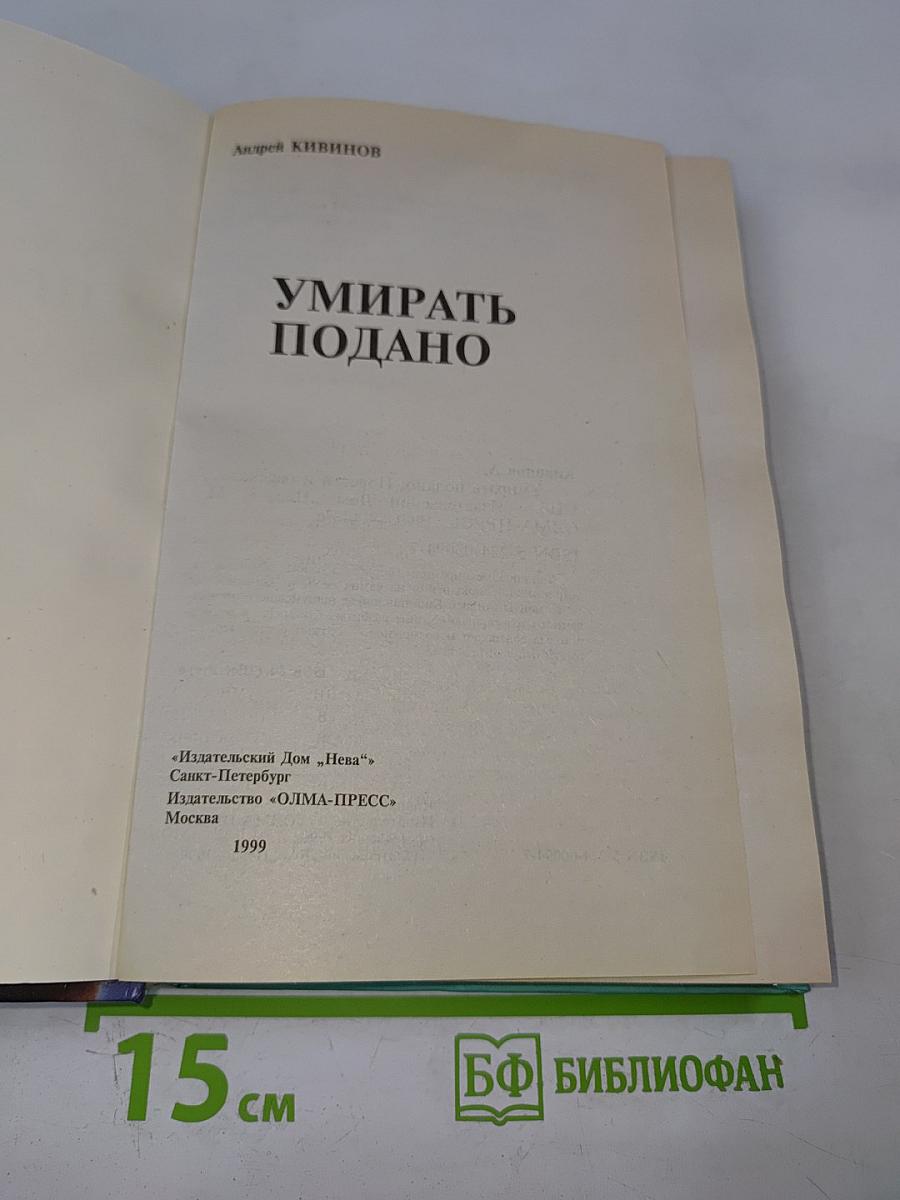 Андрей КИВИНОВ
УМИРАТЬ
ПОДАНО
«Издательский Дом „Нева“»
Санкт-Петербург
Издательство «ОЛМА-ПРЕСС»
Москва
1999
15 см
БФ БИБЛИОФАН